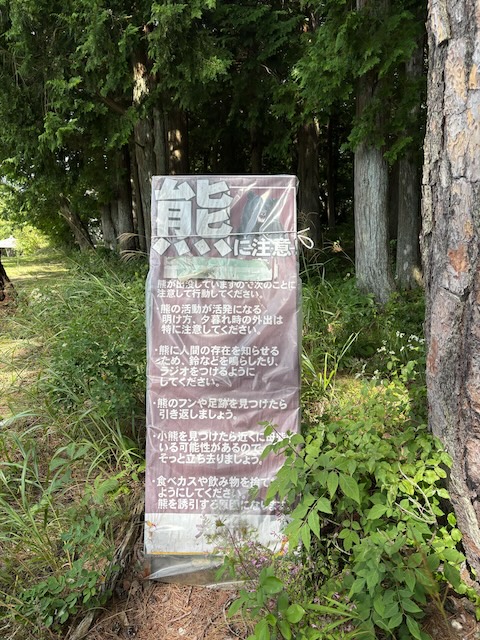 熊
に注意
熊が出没していますので次のことに
注意して行動してください。
・熊の活動が活発になる
明け方、夕暮れ時の外出は
特に注意してください。
・熊に人間の存在を知らせる
ため、鈴などを鳴らしたり、
ラジオをつけるように
してください。
・熊のフンや足跡を見つけたら
引き返しましょう。
・小熊を見つけたら近くに
いる可能性があるので
そっと立ち去りましょう。
・食べカスや飲み物を捨て
ようにしてください。
熊を誘引する原因になります